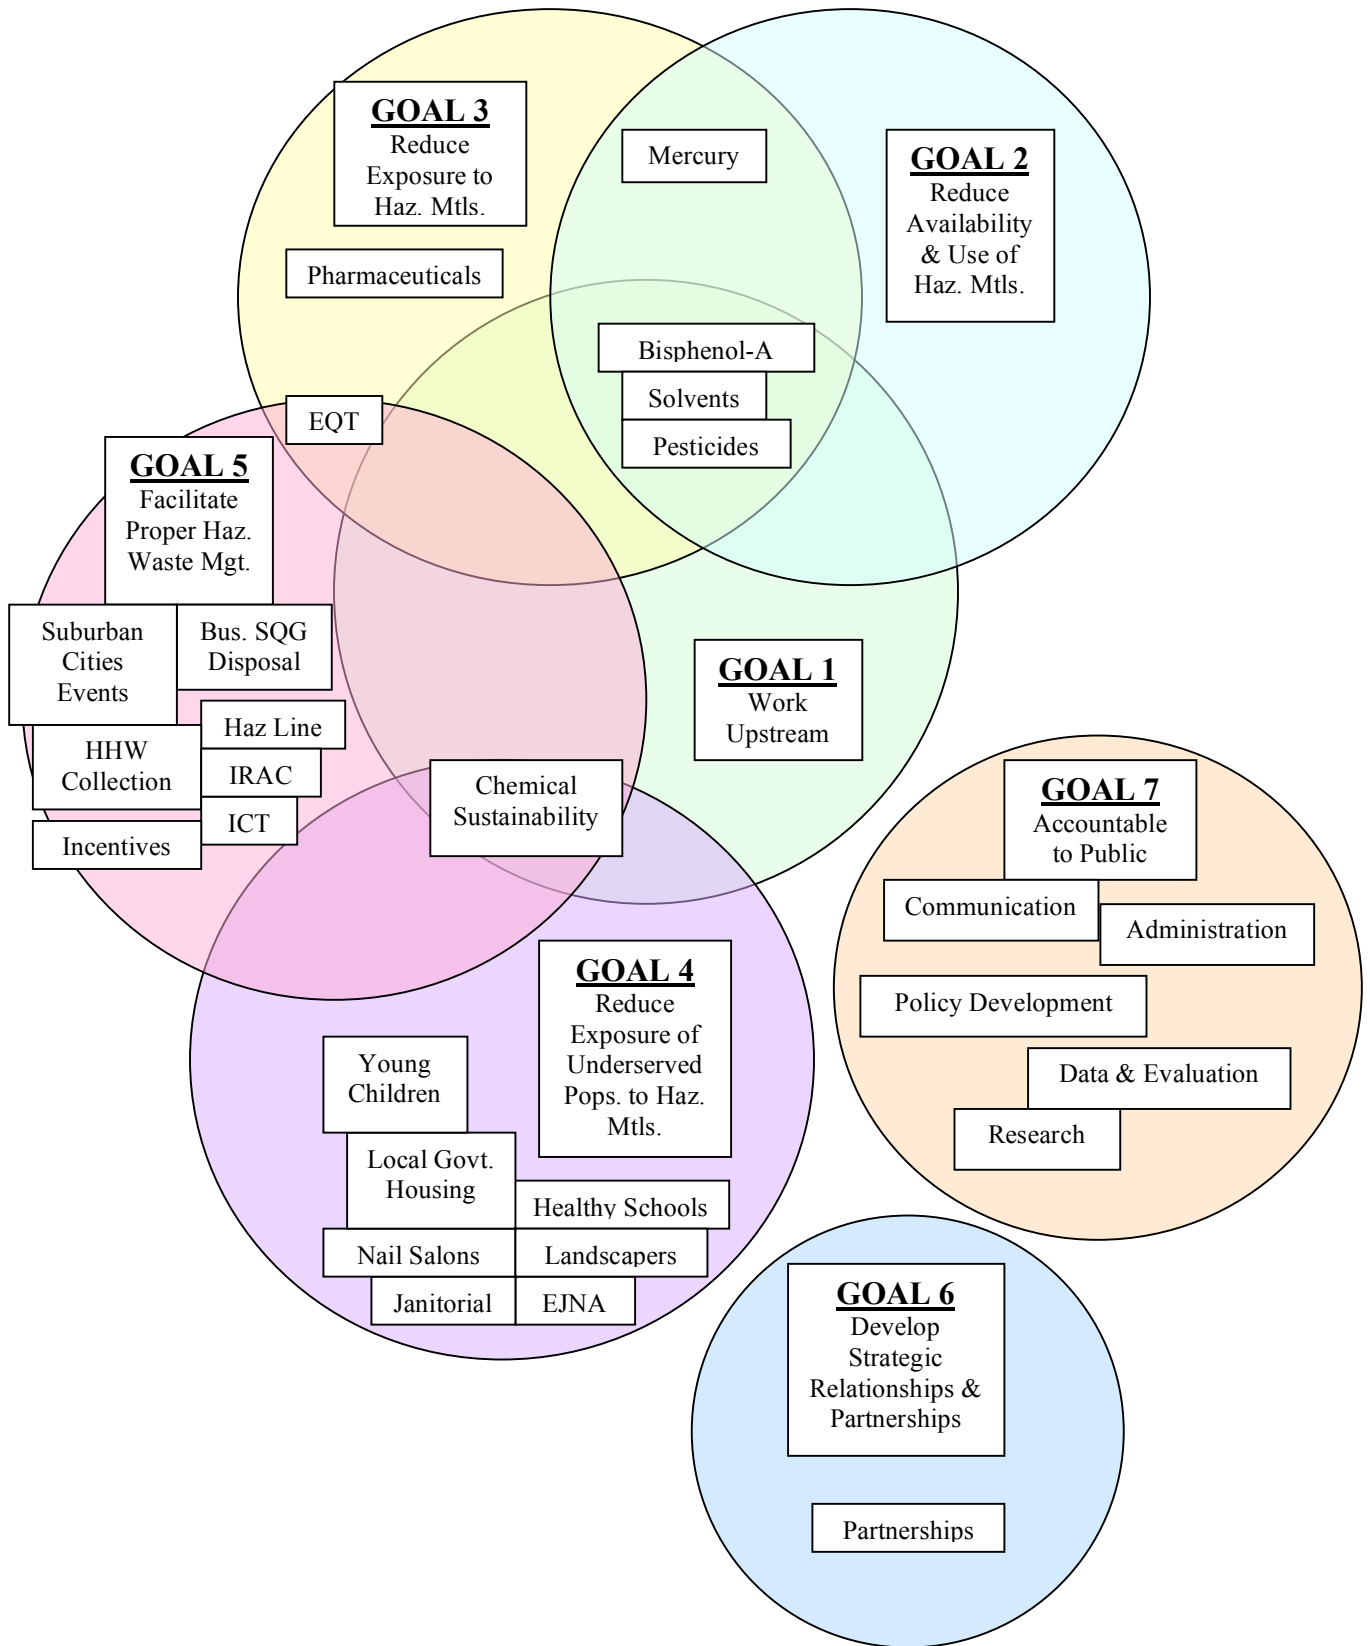 GOAL 3
Reduce
Exposure to
Haz. Mtls.
Mercury
GOAL 2
Reduce
Availability
& Use of
Haz. Mtls.
Pharmaceuticals
Bisphenol-A
Solvents
Pesticides
EQT
GOAL 5
Facilitate
Proper Haz.
Waste Mgt.
Suburban
Cities
Events
Bus. SQG
Disposal
Haz Line
HHW
Collection
IRAC
ICT
Incentives
GOAL 1
Work
Upstream
Chemical
Sustainability
GOAL 7
Accountable
to Public
Communication
Administration
Policy Development
Data & Evaluation
Research
GOAL 4
Reduce
Exposure of
Underserved
Pops. to Haz.
Mtls.
Young
Children
Local Govt.
Housing
Healthy Schools
Nail Salons
Landscapers
Janitorial
EJNA
GOAL 6
Develop
Strategic
Relationships &
Partnerships
Partnerships